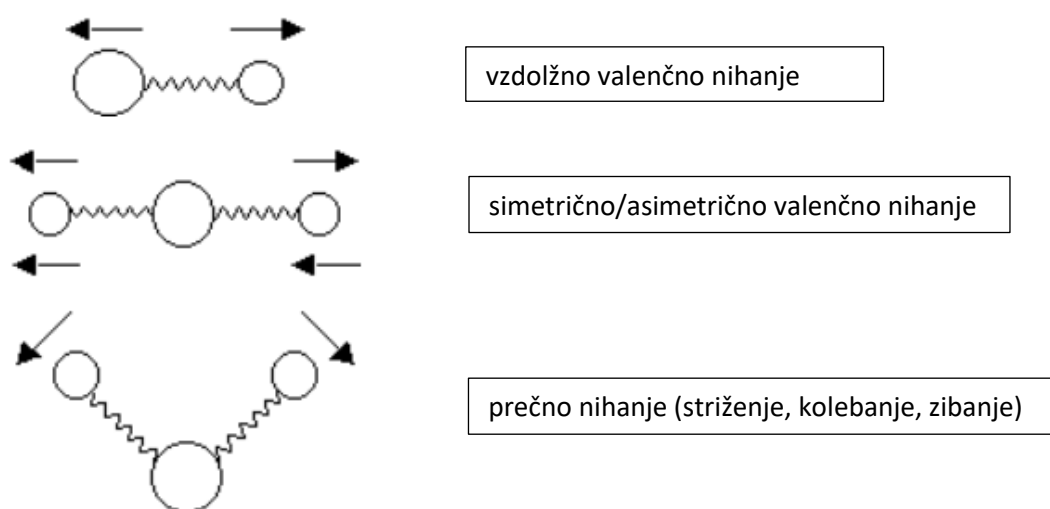 vzdolžno valenčno nihanje
simetrično/asimetrično valenčno nihanje
prečno nihanje (striženje, kolebanje, zibanje)